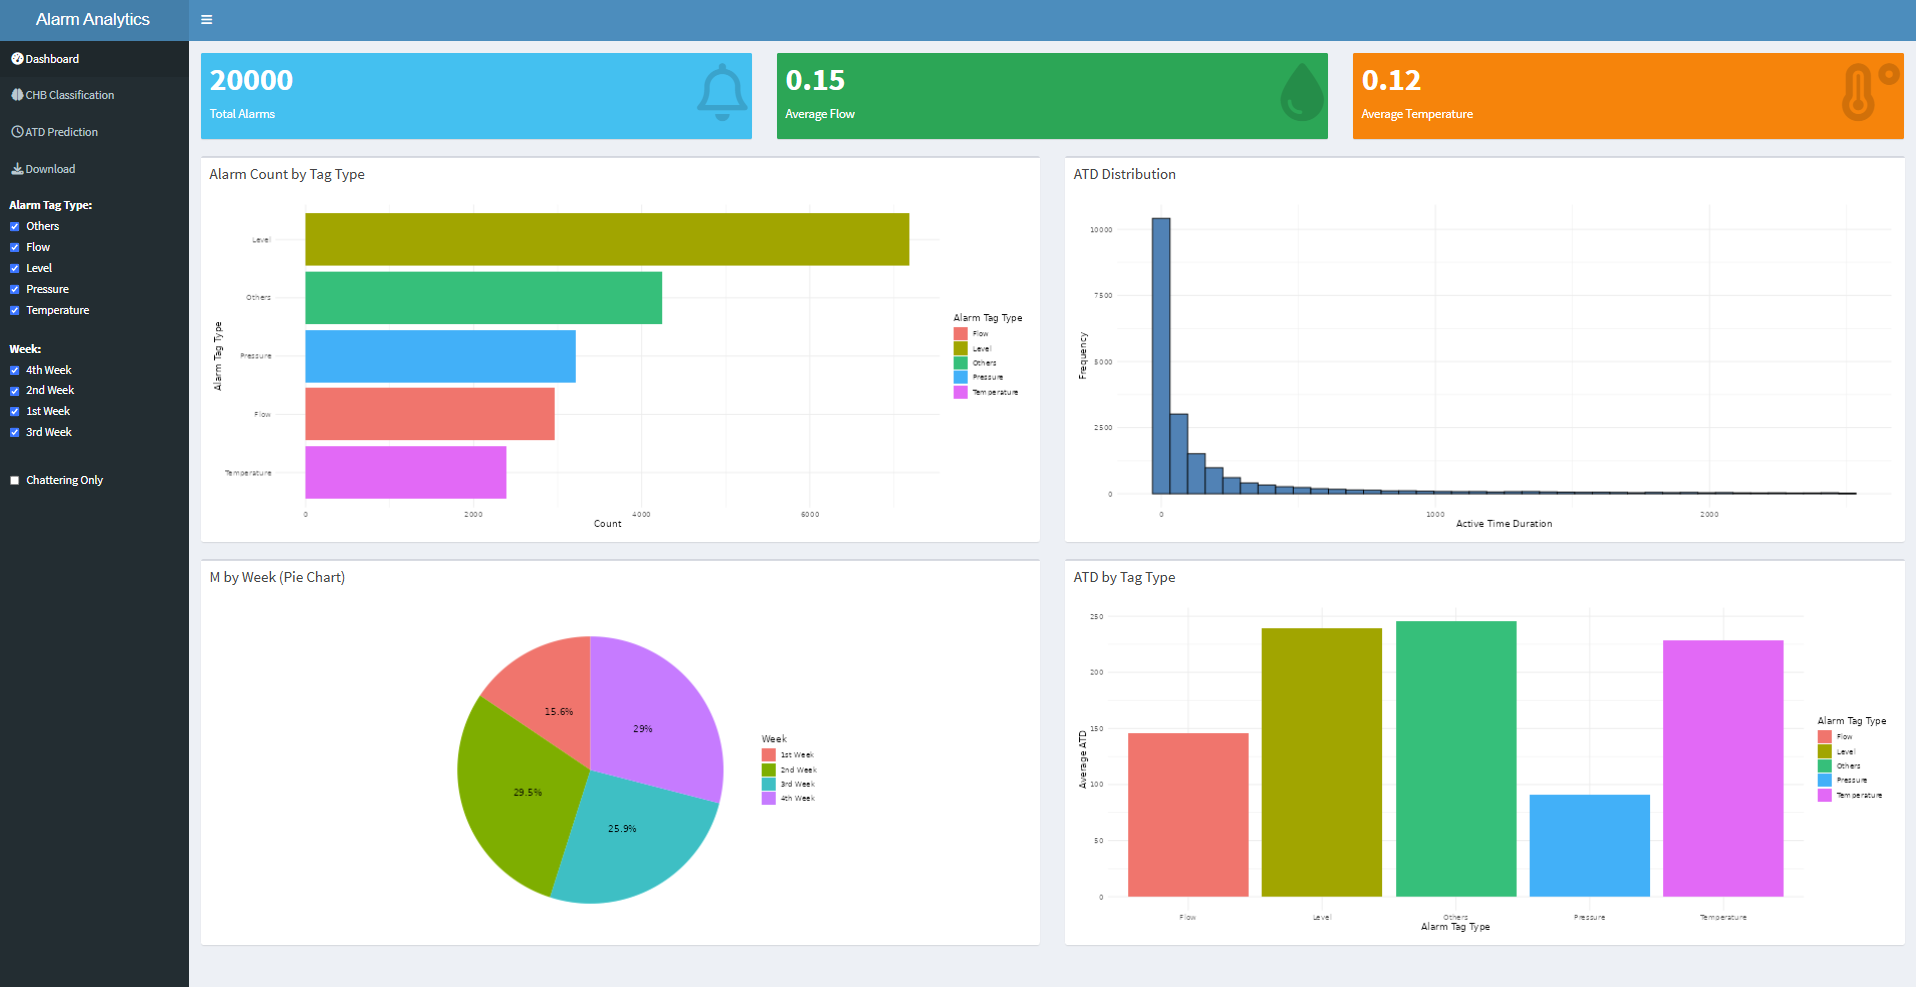 Alarm Analytics
Dashboard
CHB Classification
ATD Prediction
Download
Alarm Tag Type:
Others
Flow
Level
Pressure
Temperature
Week:
4th Week
2nd Week
1st Week
3rd Week
Chattering Only
20000
Total Alarms
0.15
Average Flow
0.12
Average Temperature
Alarm Count by Tag Type
Alarm Tag Type
Level
Others
Pressure
Flow
Temperature
0 2000 4000 6000
Count
Alarm Tag Type
Flow
Level
Others
Pressure
Temperature
ATD Distribution
Frequency
10000
7500
5000
2500
0
0 1000 2000
Active Time Duration
M by Week (Pie Chart)
15.6%
29%
29.5%
25.9%
Week
1st Week
2nd Week
3rd Week
4th Week
ATD by Tag Type
Average ATD
250
200
150
100
50
0
Flow Level Others Pressure Temperature
Alarm Tag Type
Alarm Tag Type
Flow
Level
Others
Pressure
Temperature